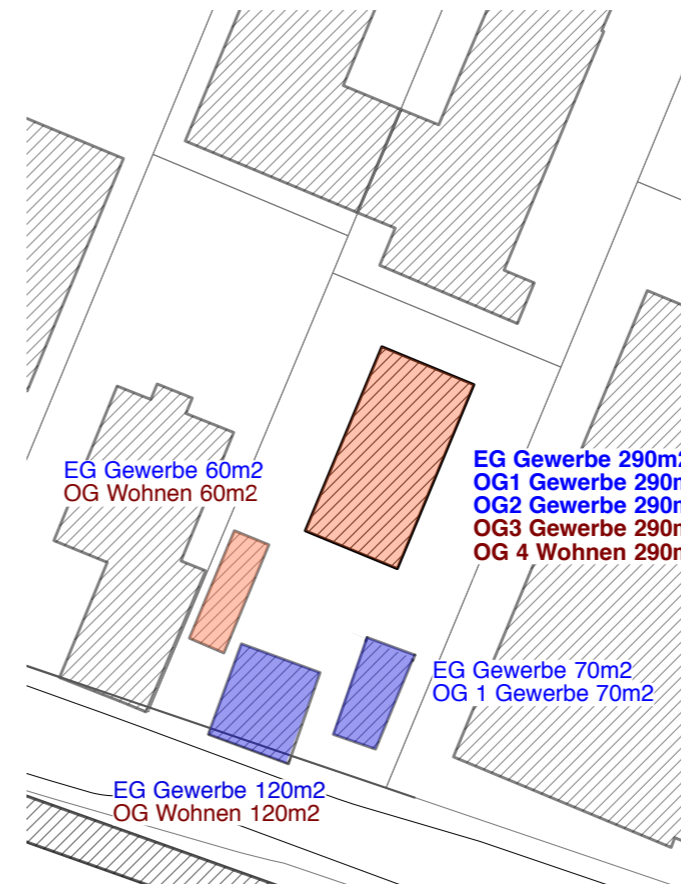 EG Gewerbe 60m2
OG Wohnen 60m2
EG Gewerbe 290m2
OG1 Gewerbe 290m
OG2 Gewerbe 290m
OG3 Gewerbe 290m
OG 4 Wohnen 290m
EG Gewerbe 70m2
OG 1 Gewerbe 70m2
EG Gewerbe 120m2
OG Wohnen 120m2